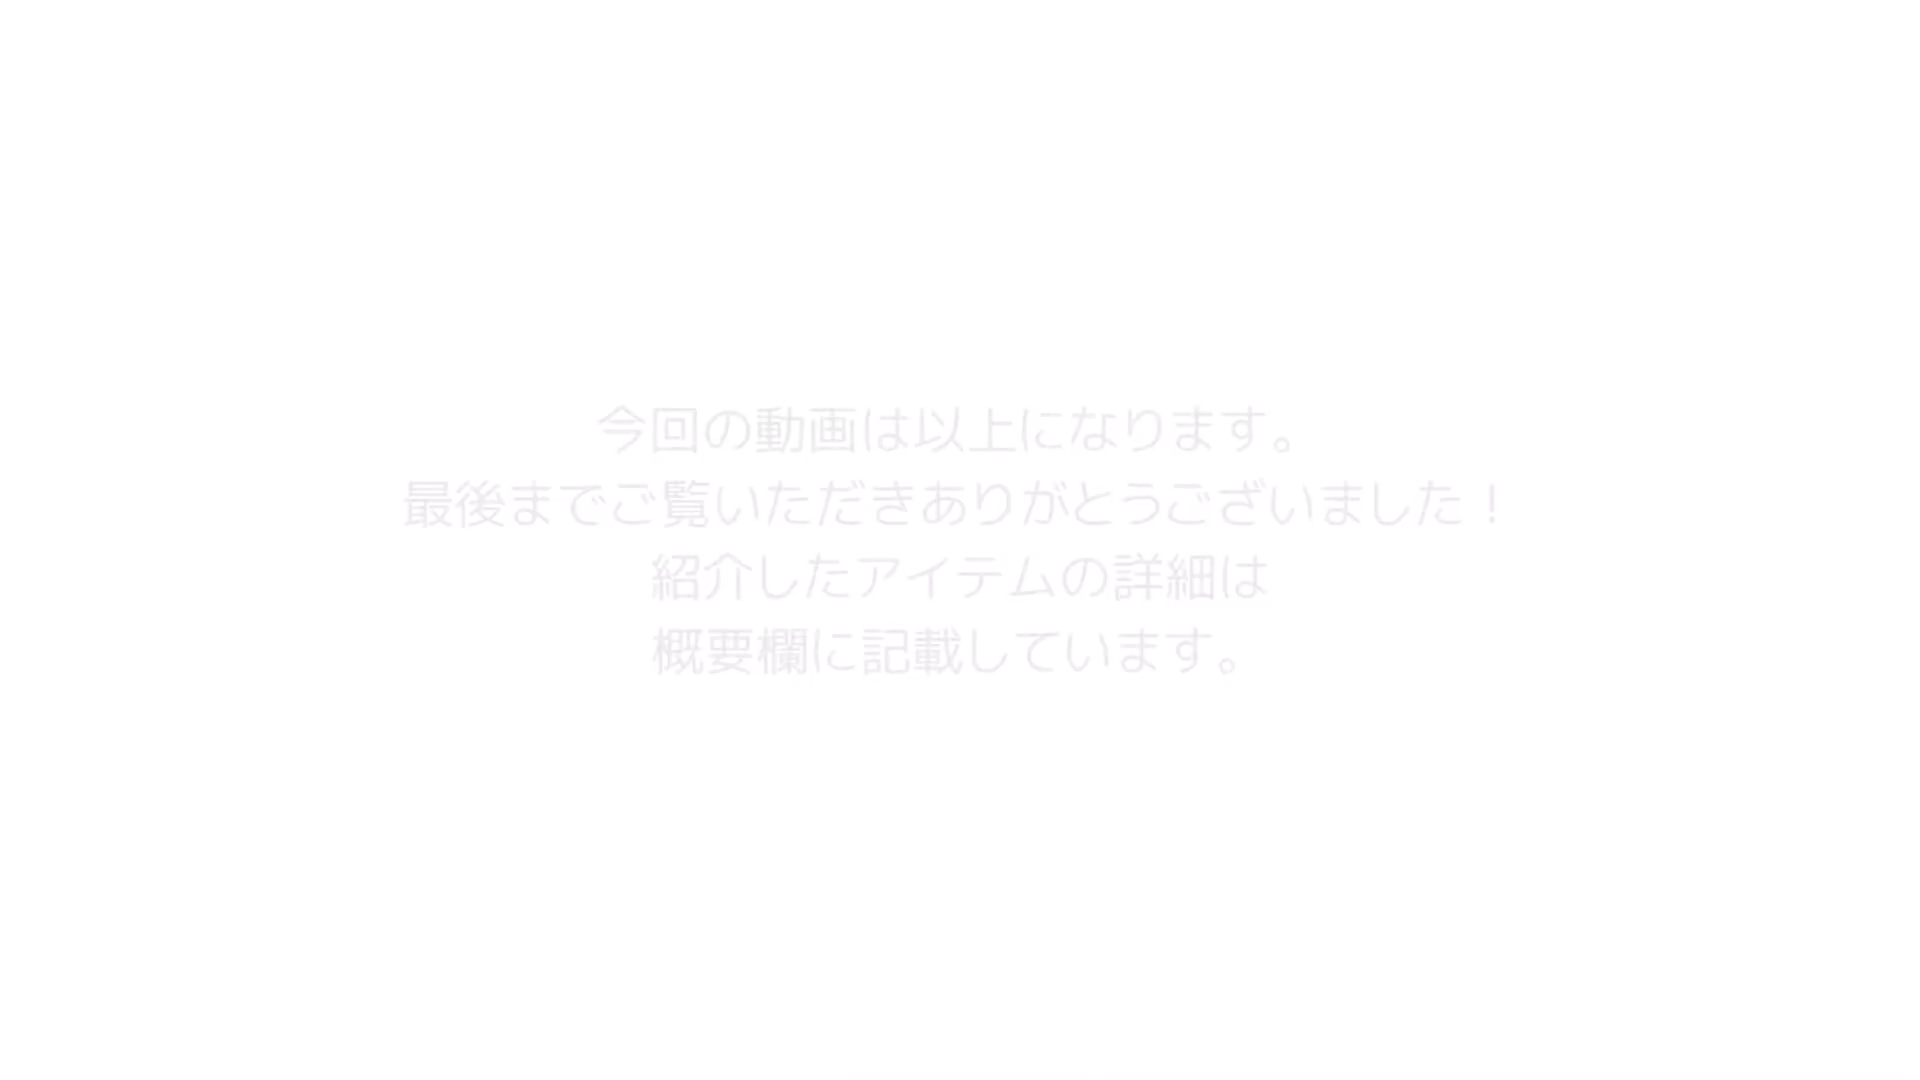 今回の動画は以上になります。
最後までご覧いただきありがとうございました！
紹介したアイテムの詳細は
概要欄に記載しています。